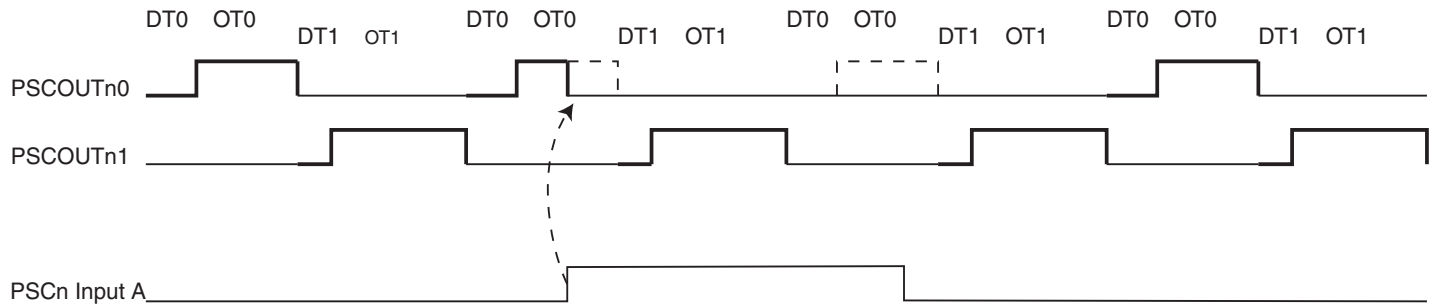 DT0 OT0 DT0 OT0 DT0 OT0 DT0 OT0
DT1 OT1 DT1 OT1 DT1 OT1 DT1 OT1
PSCOUTn0
PSCOUTn1
PSCn Input A